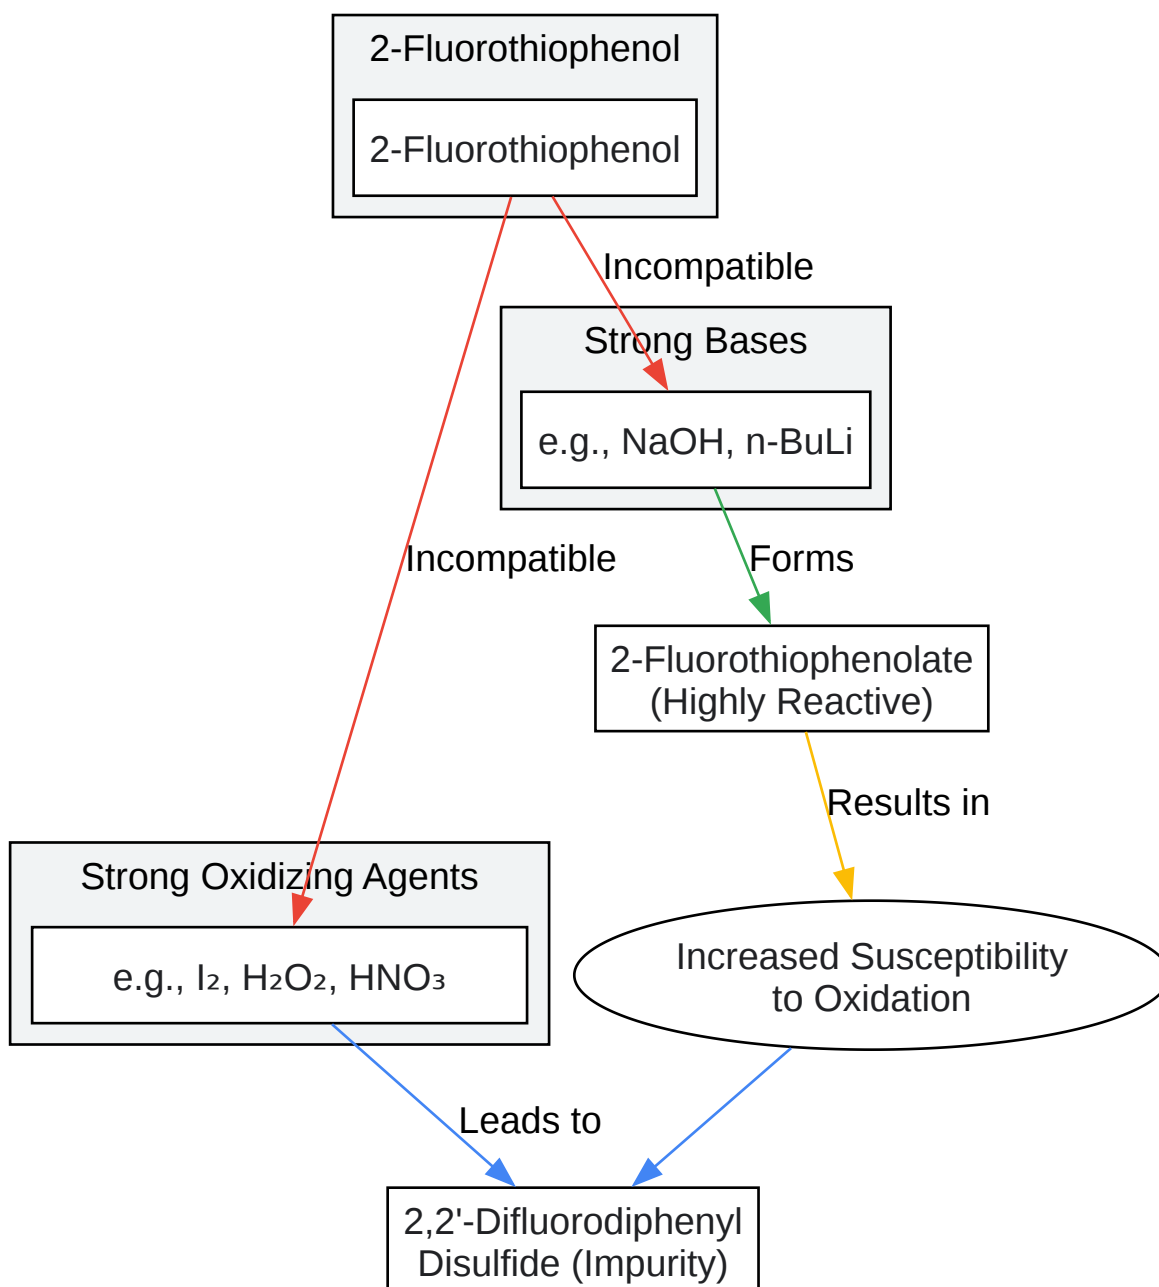 2-Fluorothiophenol
2-Fluorothiophenol
Incompatible
Strong Bases
e.g., NaOH, n-BuLi
Incompatible
Forms
2-Fluorothiophenolate
(Highly Reactive)
Results in
Strong Oxidizing Agents
e.g., I₂, H₂O₂, HNO₃
Increased Susceptibility
to Oxidation
Leads to
2,2'-Difluorodiphenyl
Disulfide (Impurity)